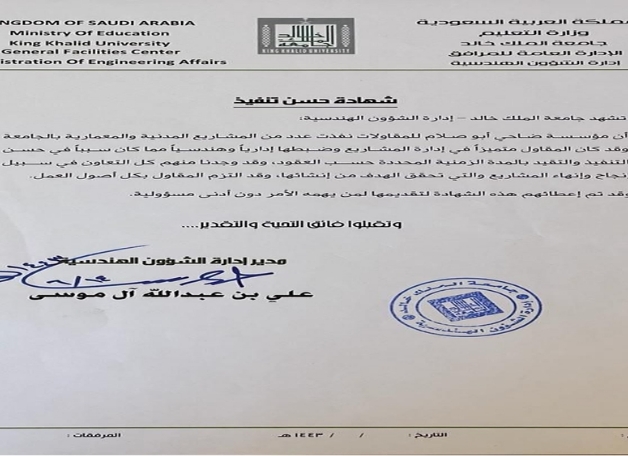 NGDOM OF SAUDI ARABIA
Ministry Of Education
King Khalid University
General Facilities Center
istration Of Engineering Affairs
KING KHALID UNIVERSITY
مملكة العربية السعودية
وزارة التعليم
جامعة الملك خالد
الإدارة العامة للمرافق
إدارة الشؤون الهندسية
شهادة حسن تنفيذ
تشهد جامعة الملك خالد – إدارة الشؤون الهندسية:
أن مؤسسة ضاحي أبو صلام للمقاولات نفذت عدد من المشاريع المدنية والمعمارية بالجامعة
وقد كان المقاول متميزاً في إدارة المشاريع وضبطها إدارياً وهندسياً مما كان سبباً في حسن
التنفيذ والتقيد بالمدة الزمنية المحددة حسب العقود، وقد وجدنا منهم كل التعاون في سبيل
إنجاح وإنهاء المشاريع والتي تحقق الهدف من إنشائها، وقد التزم المقاول بكل أصول العمل.
وقد تم إعطائهم هذه الشهادة لتقديمها لمن يهمه الأمر دون أدنى مسؤولية.
وتقبلوا فائق التحية والتقدير....
مدير إدارة الشؤون الهندسية
علي بن عبدالله آل موسى
جامعة الملك خالد
إدارة الشؤون الهندسية
التاريخ : / / ١٤٤٣ هـ
المرفقات :